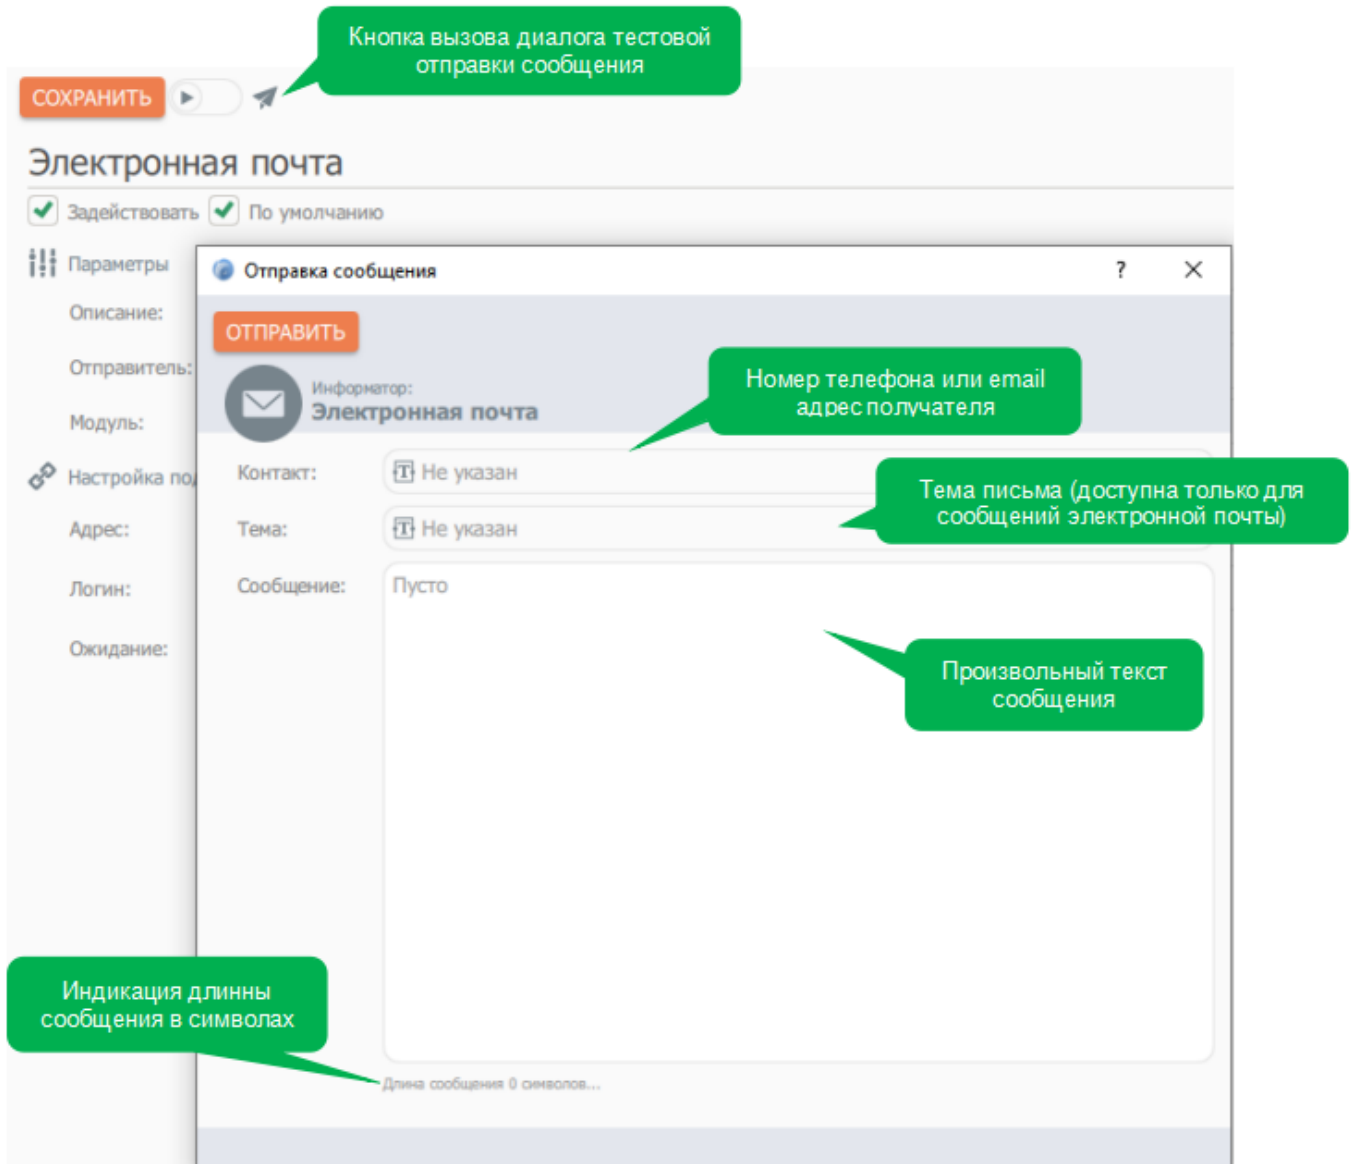 Кнопка вызова диалога тестовой
отправки сообщения
СОХРАНИТЬ
Электронная почта
Задействовать
По умолчанию
Параметры
Отправка сообщения
?
Описание:
ОТПРАВИТЬ
Отправитель:
Информатор:
Электронная почта
Номер телефона или email
адрес получателя
Модуль:
Настройка
Контакт:
Не указан
Тема письма (доступна только для
сообщений электронной почты)
Адрес:
Тема:
Не указан
Логин:
Сообщение:
Пусто
Ожидание:
Произвольный текст
сообщения
Индикация длинны
сообщения в символах
Длина сообщения 0 символов...